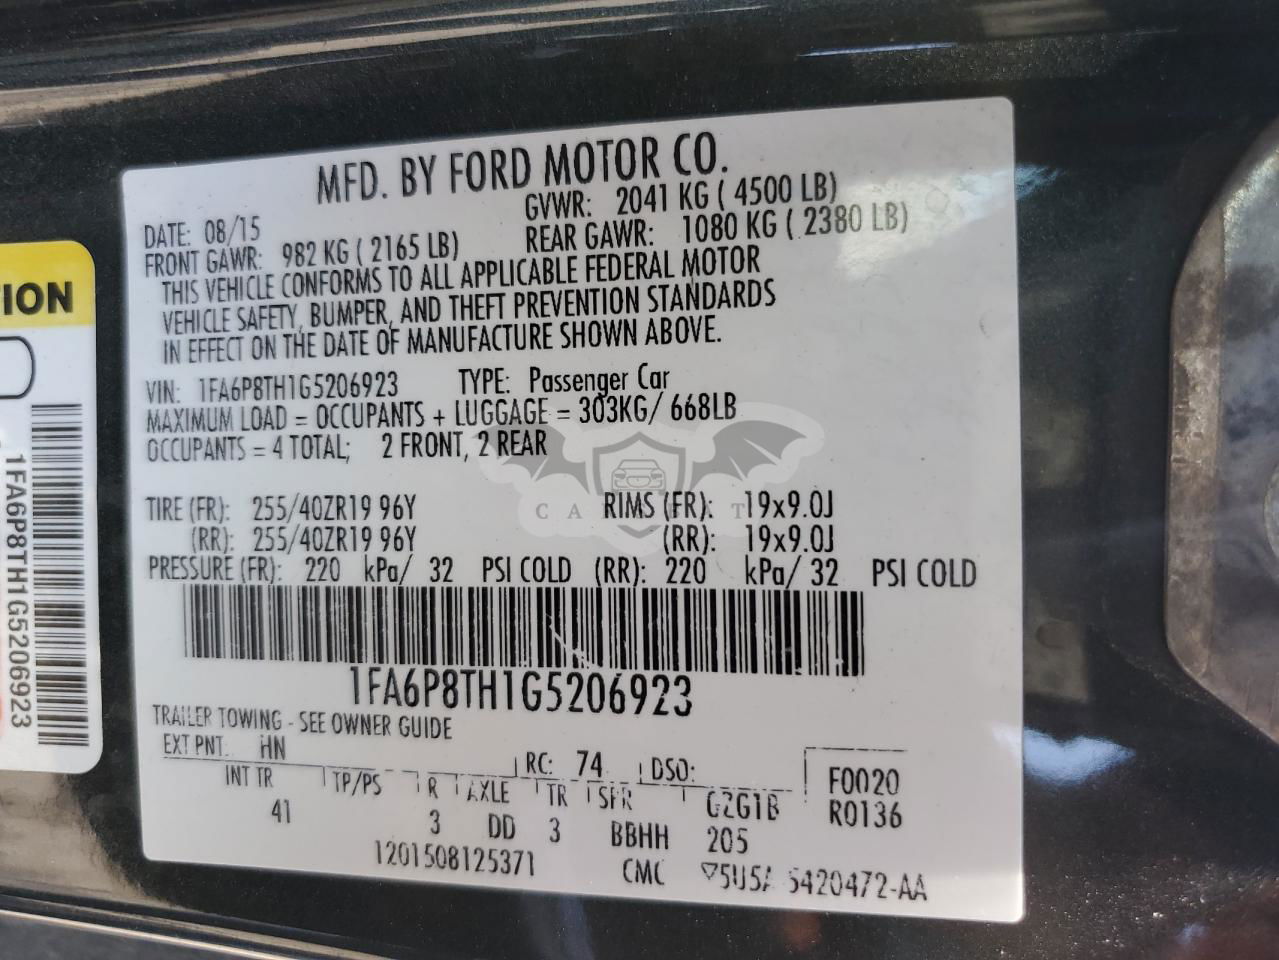 MFD. BY FORD MOTOR CO.
DATE: 08/15 GVWR: 2041 KG ( 4500 LB)
FRONT GAWR: 982 KG ( 2165 LB) REAR GAWR: 1080 KG ( 2380 LB)
THIS VEHICLE CONFORMS TO ALL APPLICABLE FEDERAL MOTOR
VEHICLE SAFETY, BUMPER, AND THEFT PREVENTION STANDARDS
IN EFFECT ON THE DATE OF MANUFACTURE SHOWN ABOVE.
VIN: 1FA6P8TH1G5206923 TYPE: Passenger Car
MAXIMUM LOAD = OCCUPANTS + LUGGAGE = 303KG/ 668LB
OCCUPANTS = 4 TOTAL; 2 FRONT, 2 REAR
TIRE (FR): 255/40ZR19 96Y RIMS (FR): 19x9.0J
(RR): 255/40ZR19 96Y (RR): 19x9.0J
PRESSURE (FR): 220 kPa/ 32 PSI COLD (RR): 220 kPa/ 32 PSI COLD
1FA6P8TH1G5206923
TRAILER TOWING - SEE OWNER GUIDE
EXT PNT: HN RC: 74 DSO:
INT TR TP/PS R AXLE TR SPR G2G1B F0020
41 3 DD 3 BBHH 205 R0136
1201508125371 CMC 5U5A 5420472-AA
TION
1FA6P8TH1G5206923